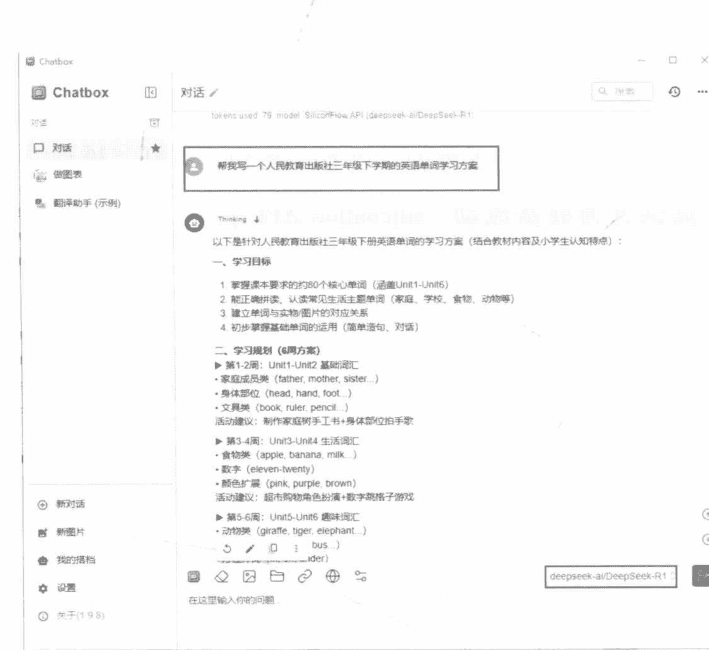 Chatbox
Chatbox
对话
搜索
tokens used: 79, model: SiliconFlow API (deepseek-ai/DeepSeek-R1)
对话
对话
做图表
翻译助手 (示例)
帮我写一个人民教育出版社三年级下学期的英语单词学习方案
Thinking
以下是针对人民教育出版社三年级下册英语单词的学习方案（结合教材内容及小学生认知特点）：
一、学习目标
1. 掌握课本要求的约80个核心单词（涵盖Unit1-Unit6）
2. 能正确拼读、认读常见生活主题单词（家庭、学校、食物、动物等）
3. 建立单词与实物/图片的对应关系
4. 初步掌握基础单词的运用（简单造句、对话）
二、学习规划（6周方案）
▶ 第1-2周：Unit1-Unit2 基础词汇
• 家庭成员类（father, mother, sister...）
• 身体部位（head, hand, foot...）
• 文具类（book, ruler, pencil...）
活动建议：制作家庭树手工书+身体部位拍手歌
▶ 第3-4周：Unit3-Unit4 生活词汇
• 食物类（apple, banana, milk...）
• 数字（eleven-twenty）
• 颜色扩展（pink, purple, brown）
活动建议：超市购物角色扮演+数字跳格子游戏
▶ 第5-6周：Unit5-Unit6 趣味词汇
• 动物类（giraffe, tiger, elephant...）
bus...）
der）
新对话
新图片
我的搭档
设置
关于(1.9.8)
deepseek-ai/DeepSeek-R1
在这里输入你的问题